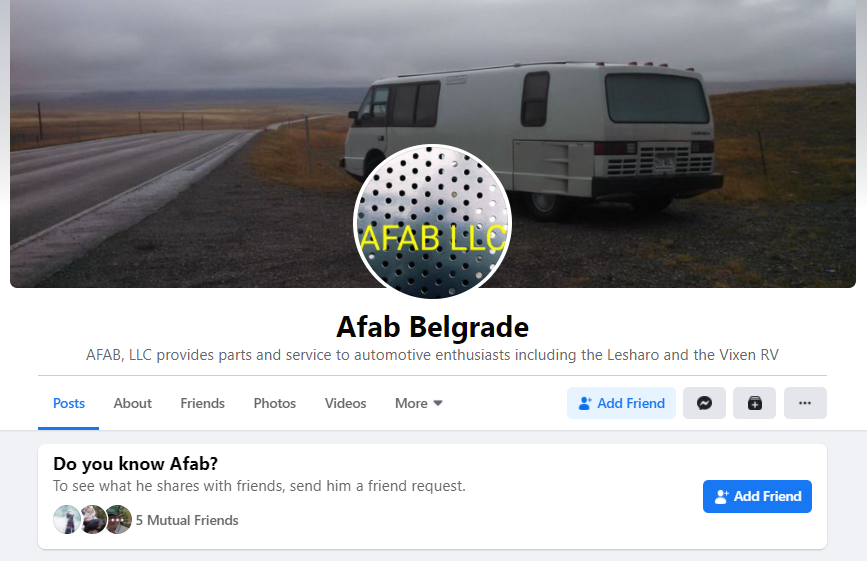 AFAB LLC
Afab Belgrade
AFAB, LLC provides parts and service to automotive enthusiasts including the Lesharo and the Vixen RV
Posts About Friends Photos Videos More Add Friend
Do you know Afab?
To see what he shares with friends, send him a friend request.
Add Friend
5 Mutual Friends